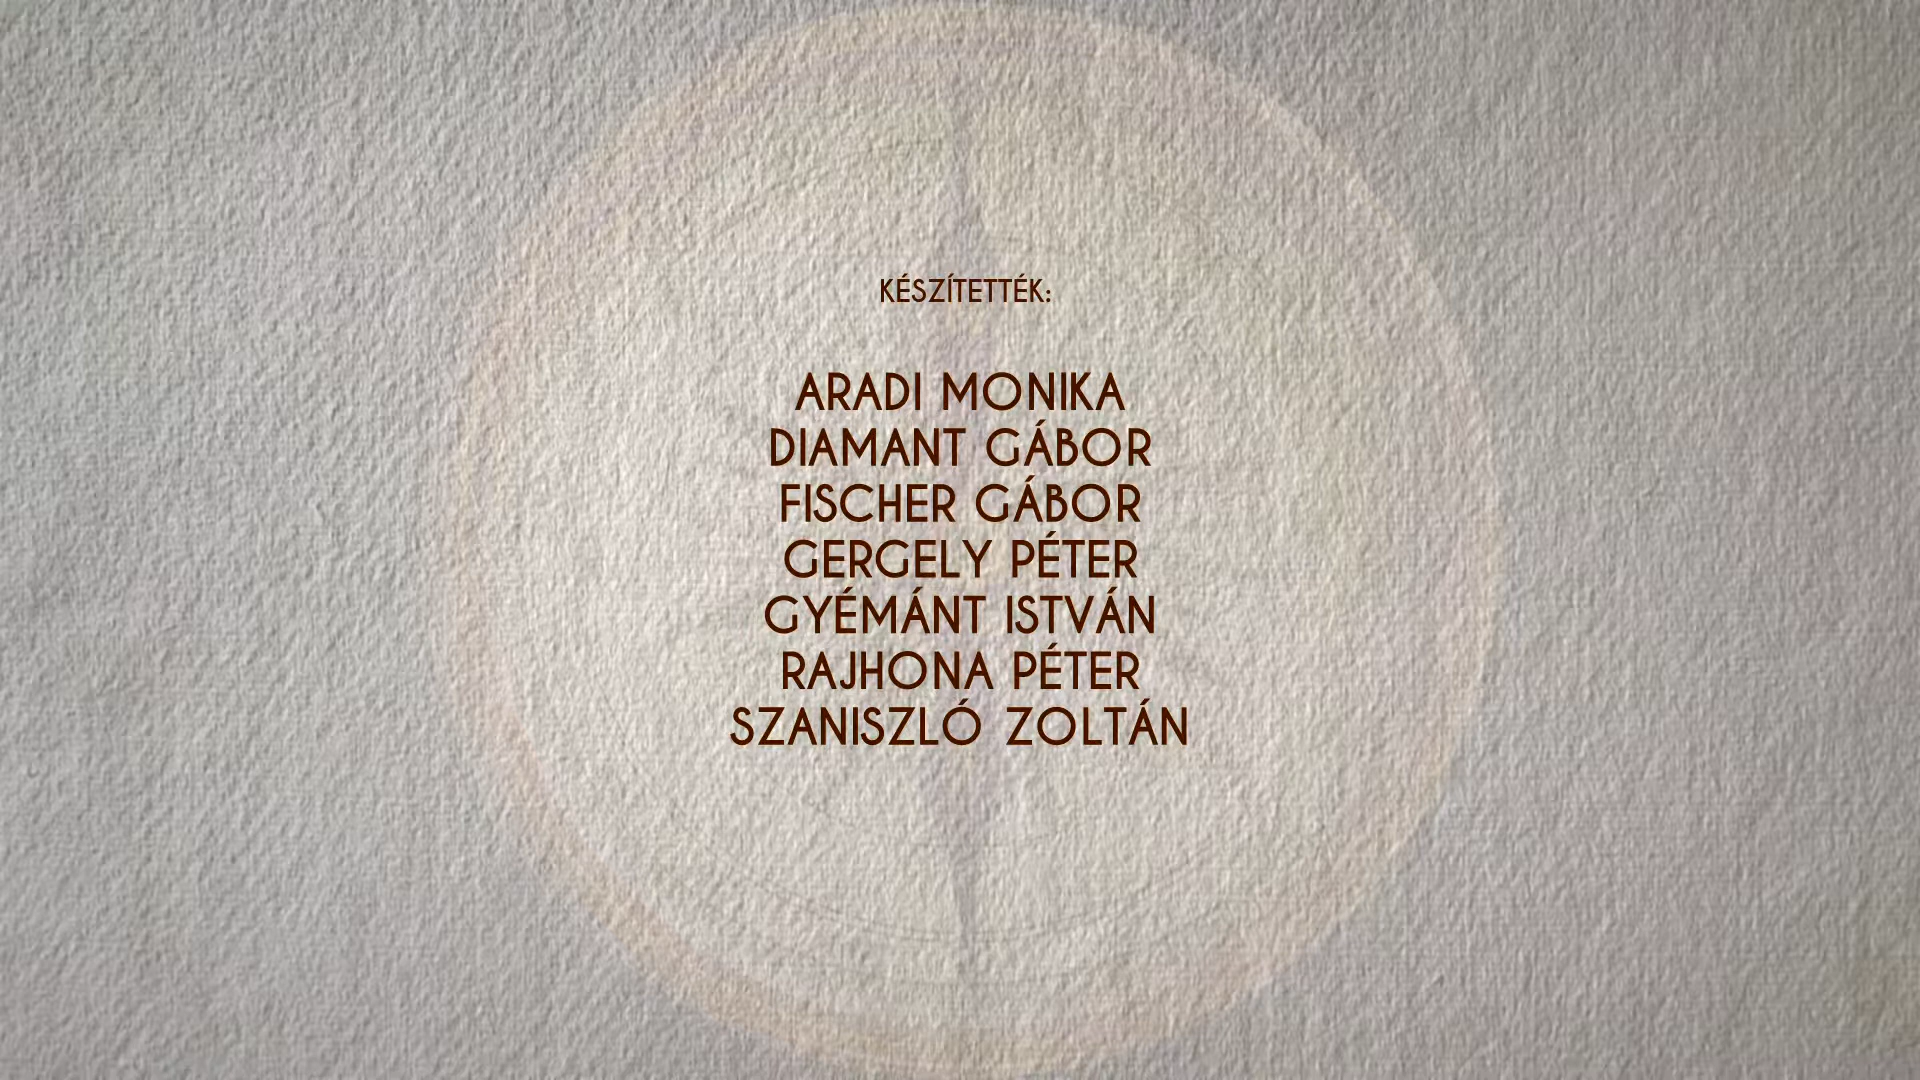 KÉSZÍTETTÉK:
ARADI MONIKA
DIAMANT GÁBOR
FISCHER GÁBOR
GERGELY PÉTER
GYÉMÁNT ISTVÁN
RAJHONA PÉTER
SZANISZLÓ ZOLTÁN